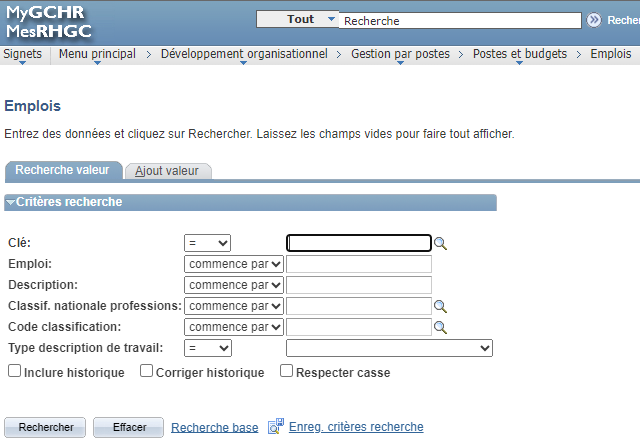 MyGCHR
MesRHGC
Tout Recherche
Signets Menu principal Développement organisationnel Gestion par postes Postes et budgets Emplois
Emplois
Entrez des données et cliquez sur Rechercher. Laissez les champs vides pour faire tout afficher.
Recherche valeur Ajout valeur
Critères recherche
Clé: =
Emploi: commence par
Description: commence par
Classif. nationale professions: commence par
Code classification: commence par
Type description de travail: =
Inclure historique Corriger historique Respecter casse
Rechercher Effacer Recherche base Enreg. critères recherche